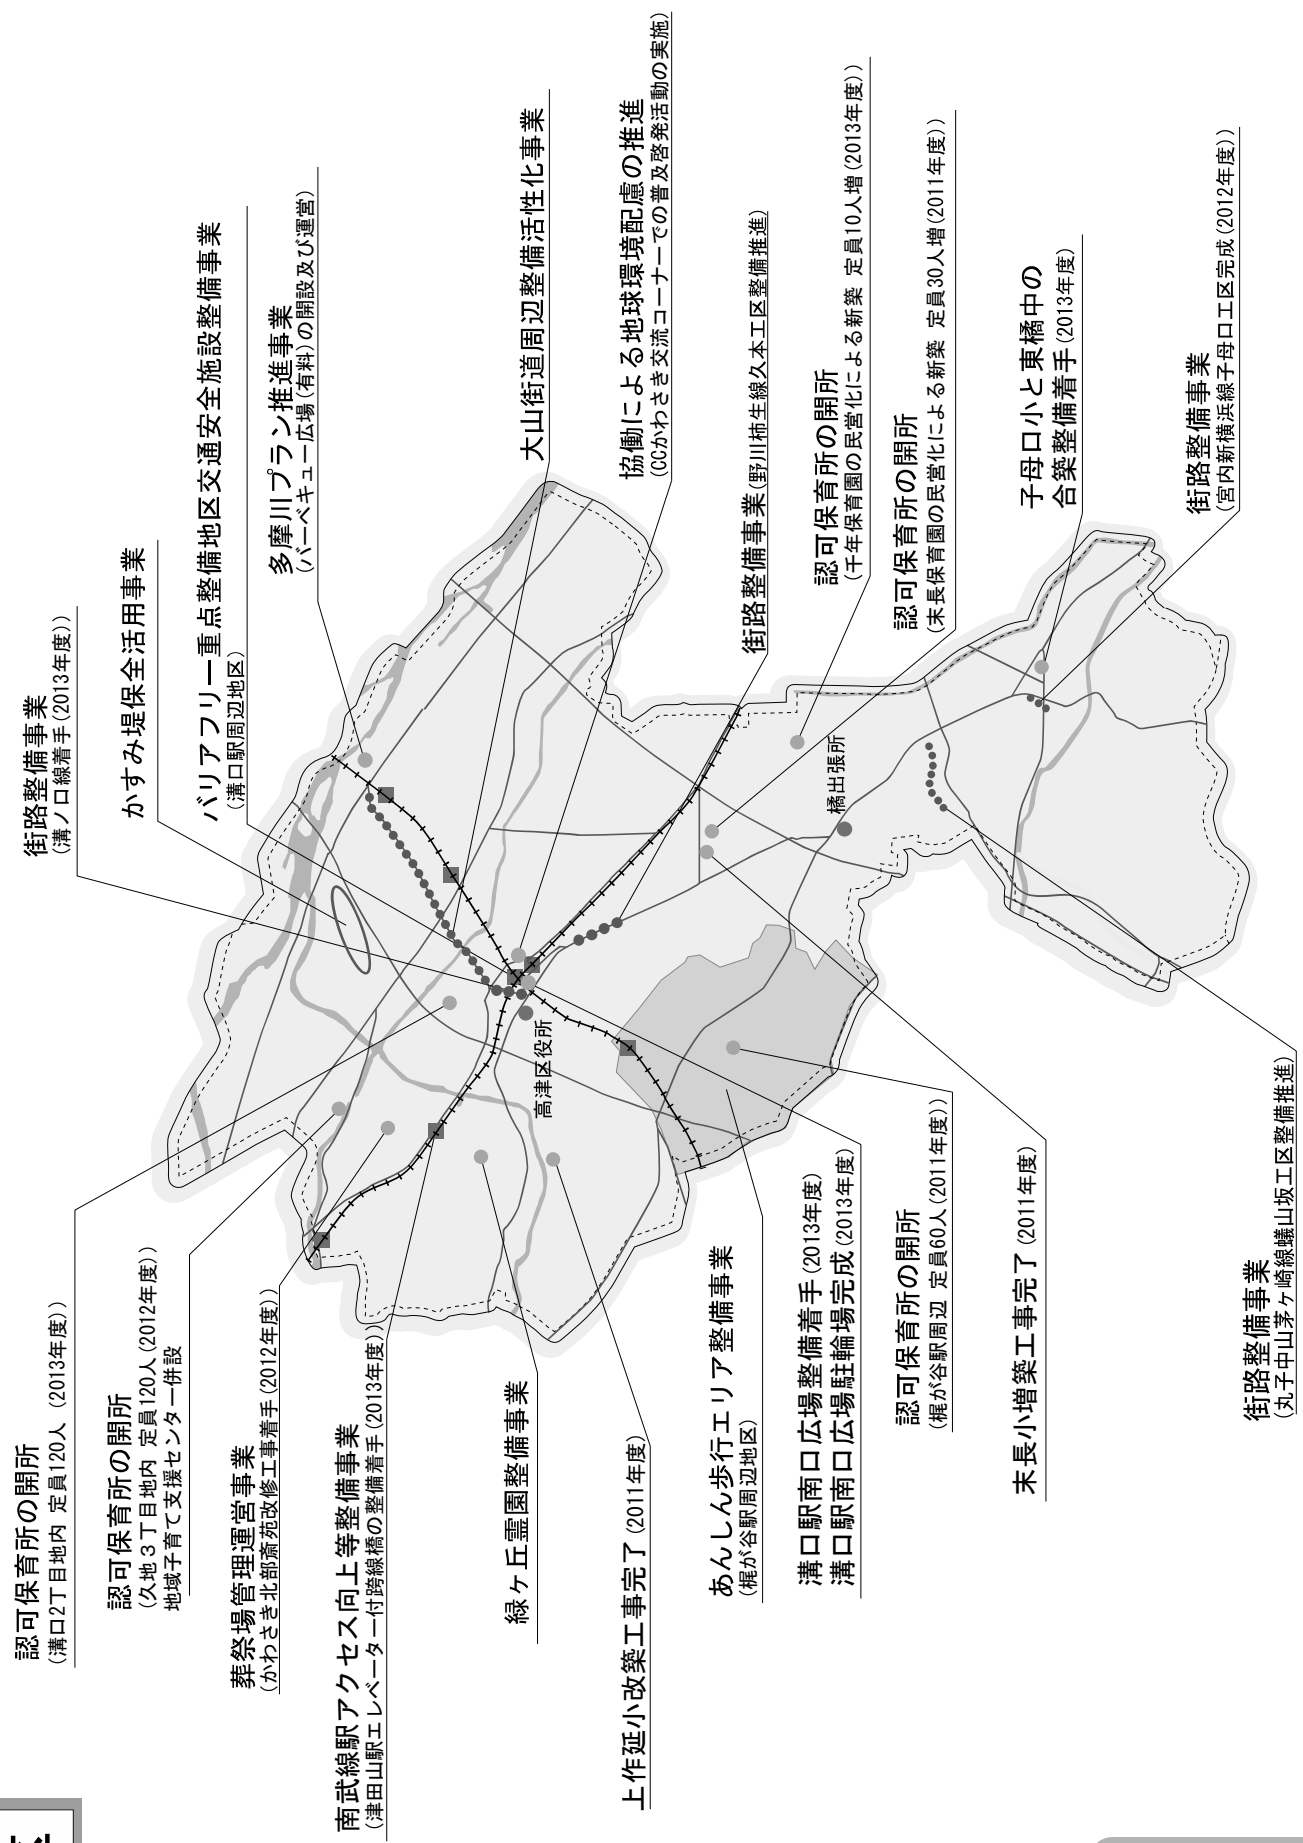 認可保育所の開所
(溝口2丁目地内 定員120人 (2013年度))
認可保育所の開所
(久地3丁目地内 定員120人(2012年度))
地域子育て支援センター併設
葬祭場管理運営事業
(かわさき北部斎苑改修工事着手(2012年度))
南武線駅アクセス向上等整備事業
(津田山駅エレベーター付跨線橋の整備着手(2013年度))
緑ヶ丘霊園整備事業
上作延小改築工事完了(2011年度)
あんしん歩行エリア整備事業
(梶が谷駅周辺地区)
溝口駅南口広場整備着手(2013年度)
溝口駅南口広場駐輪場完成(2013年度)
認可保育所の開所
(梶が谷駅周辺 定員60人(2011年度))
末長小増築工事完了(2011年度)
街路整備事業
(丸子中山茅ヶ崎線蟻山坂工区整備推進)
街路整備事業
(溝ノ口線着手(2013年度))
かすみ堤保全活用事業
バリアフリー重点整備地区交通安全施設整備事業
(溝口駅周辺地区)
多摩川プラン推進事業
(バーベキュー広場(有料)の開設及び運営)
大山街道周辺整備活性化事業
協働による地球環境配慮の推進
(CCかわさき交流コーナーでの普及啓発活動の実施)
街路整備事業(野川柿生線久本工区整備推進)
認可保育所の開所
(千年保育園の民営化による新築 定員10人増(2013年度))
認可保育所の開所
(末長保育園の民営化による新築 定員30人増(2011年度))
子母口小と東橘中の
合築整備着手(2013年度)
街路整備事業
(宮内新横浜線子母口工区完成(2012年度))
高津区役所
橘出張所